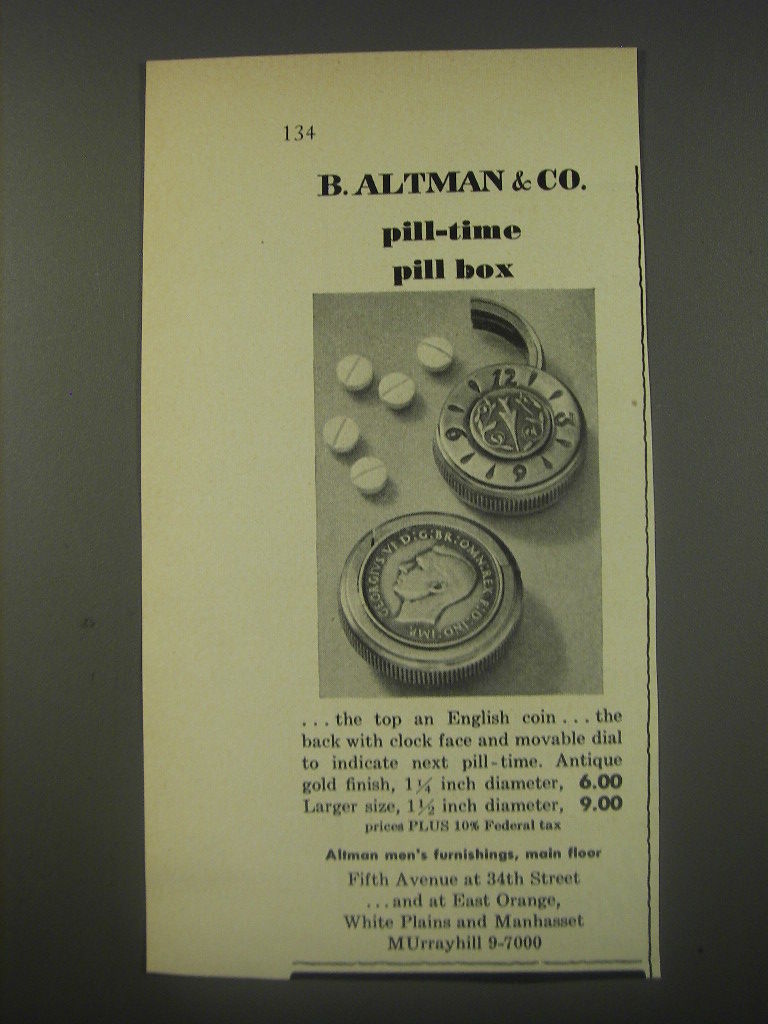 134
B. ALTMAN & CO.
pill-time
pill box
12
3
6
9
GEORGIVS VI D:G:BR:OMN:REX F:D:IND:IMP.
...the top an English coin...the
back with clock face and movable dial
to indicate next pill-time. Antique
gold finish, 1¼ inch diameter, 6.00
Larger size, 1½ inch diameter, 9.00
prices PLUS 10% Federal tax
Altman men's furnishings, main floor
Fifth Avenue at 34th Street
...and at East Orange,
White Plains and Manhasset
MUrrayhill 9-7000